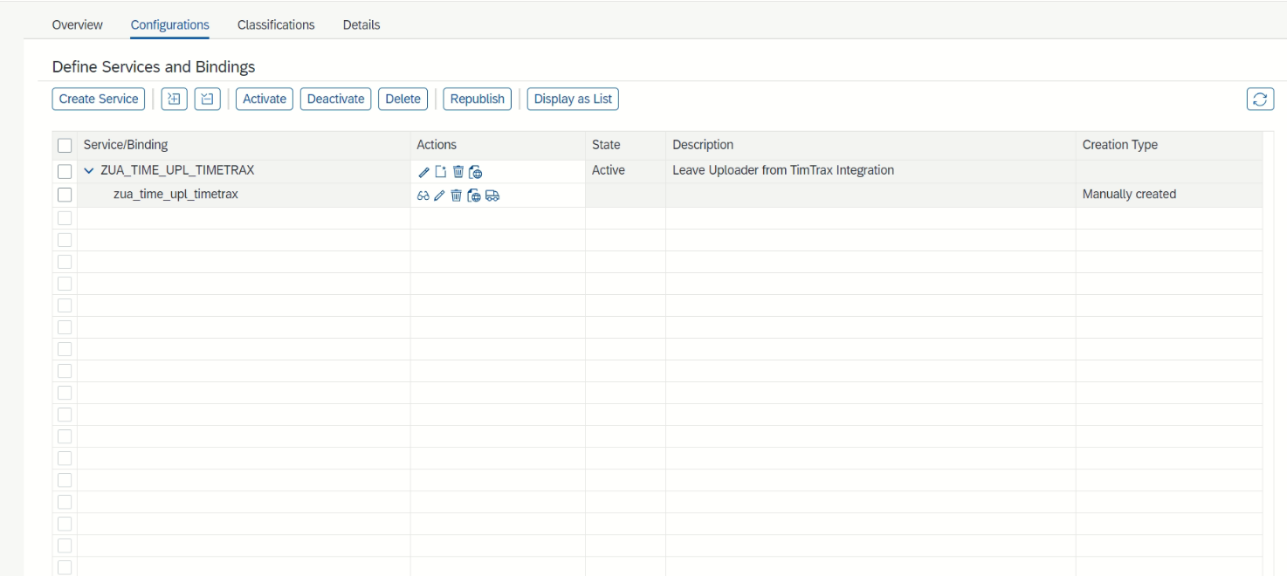 Overview Configurations Classifications Details
Define Services and Bindings
Create Service Activate Deactivate Delete Republish Display as List
Service/Binding Actions State Description Creation Type
ZUA_TIME_UPL_TIMETRAX Active Leave Uploader from TimTrax Integration
zua_time_upl_timetrax Manually created